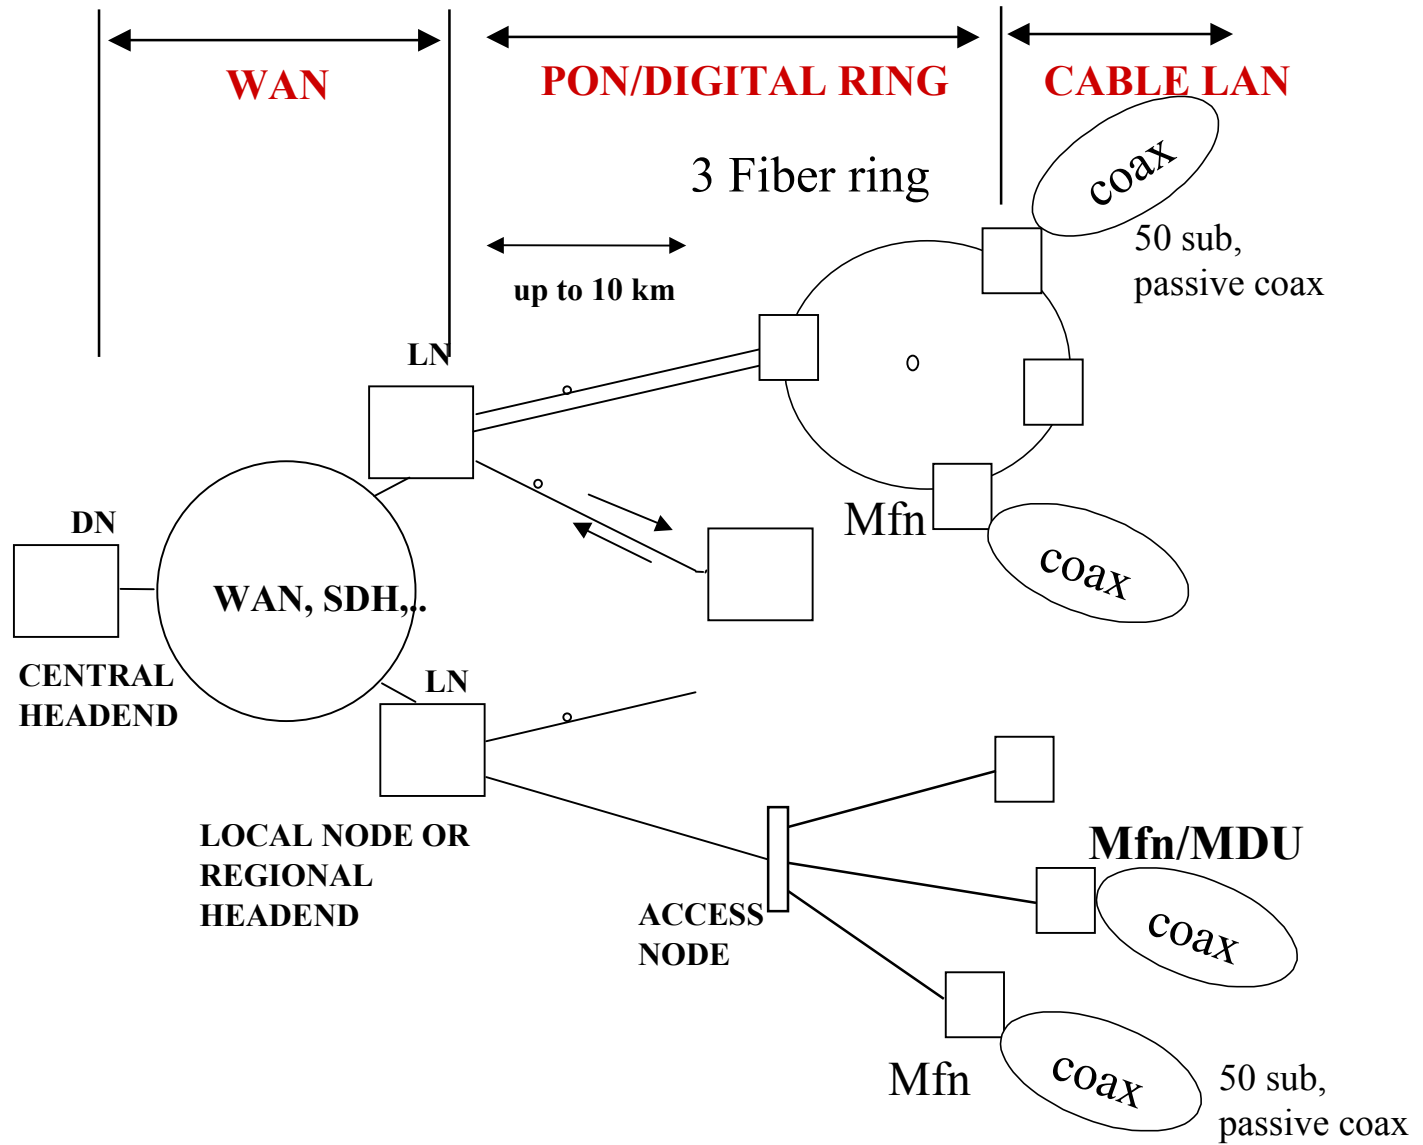 WAN
PON/DIGITAL RING
CABLE LAN
3 Fiber ring
coax
50 sub,
passive coax
up to 10 km
LN
Mfn
coax
DN
WAN, SDH,..
CENTRAL
HEADEND
LN
LOCAL NODE OR
REGIONAL
HEADEND
ACCESS
NODE
Mfn/MDU
coax
Mfn
coax
50 sub,
passive coax